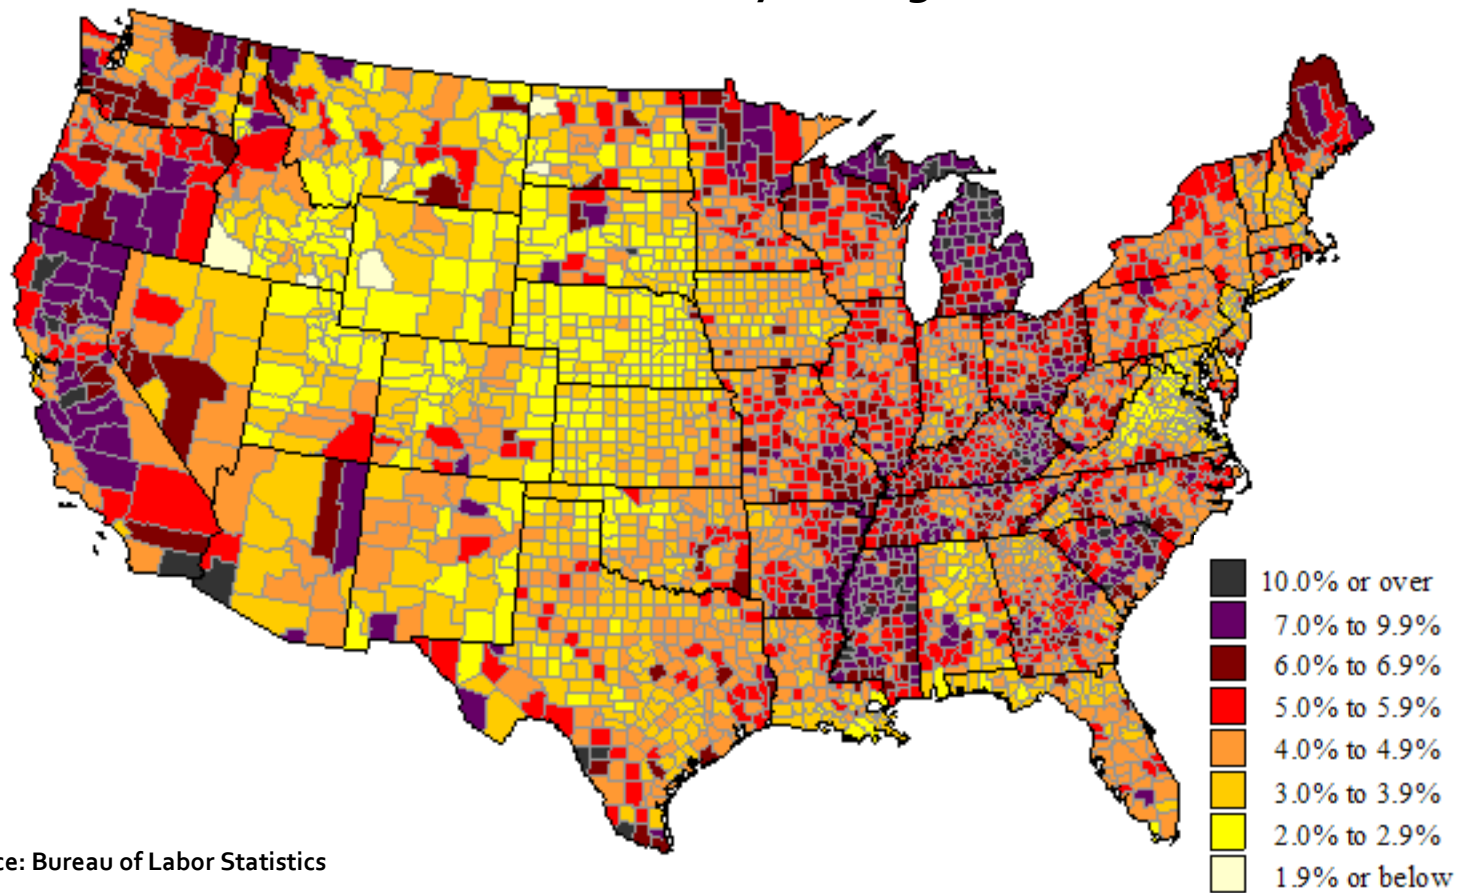 10.0% or over
7.0% to 9.9%
6.0% to 6.9%
5.0% to 5.9%
4.0% to 4.9%
3.0% to 3.9%
2.0% to 2.9%
1.9% or below
ce: Bureau of Labor Statistics